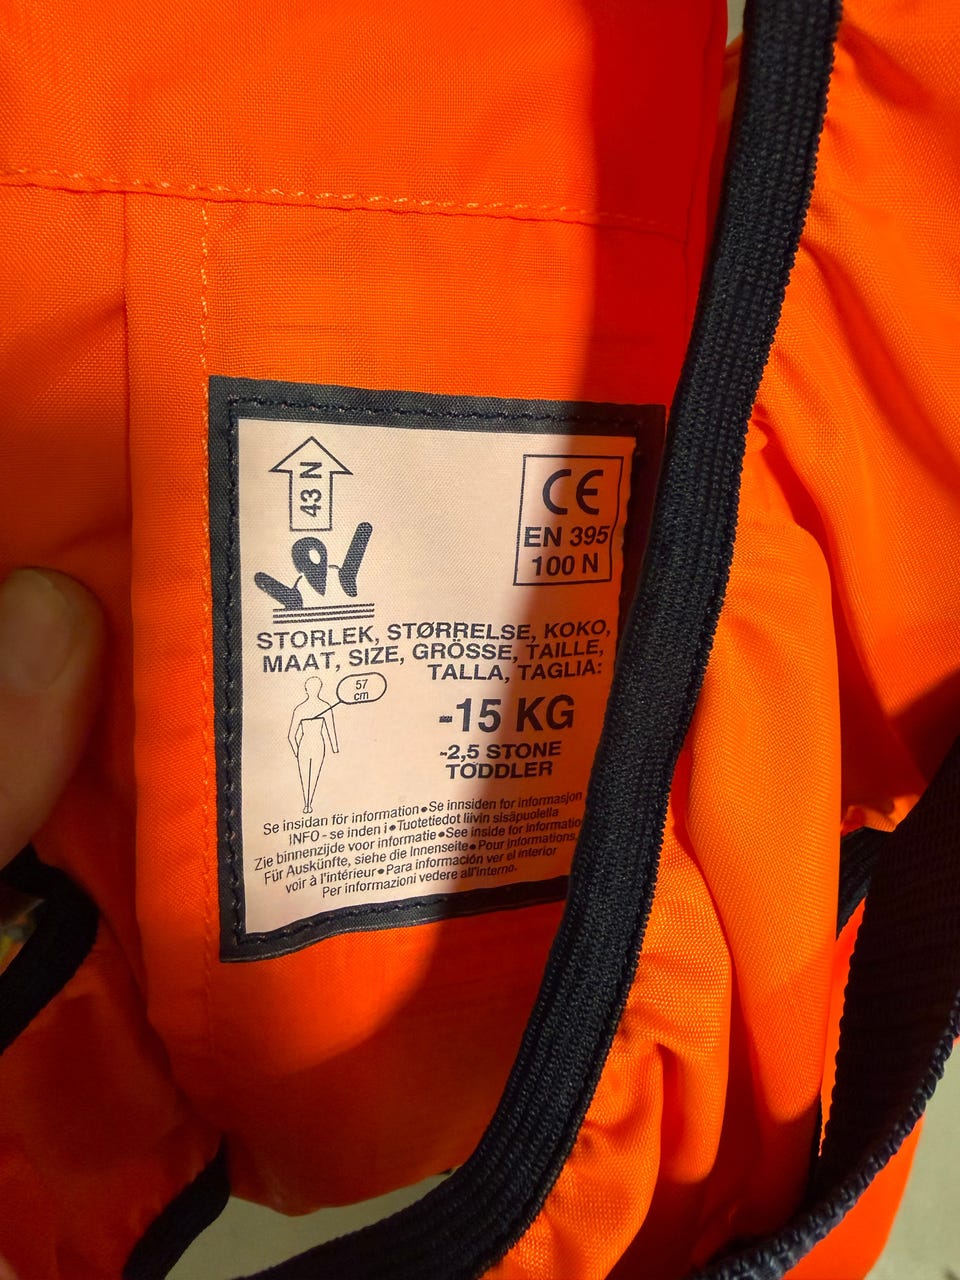 43 N
CE
EN 395
100 N
STORLEK, STØRRELSE, KOKO,
MAAT, SIZE, GRÖSSE, TAILLE,
TALLA, TAGLIA:
57
cm
-15 KG
-2,5 STONE
TODDLER
Se insidan för information • Se innsiden for informasjon
INFO - se inden i • Tuotetiedot liivin sisäpuolella
Zie binnenzijde voor informatie • See inside for informatio
Für Auskünfte, siehe die Innenseite • Pour informations,
voir à l'intérieur • Para información ver el interior
Per informazioni vedere all'interno.